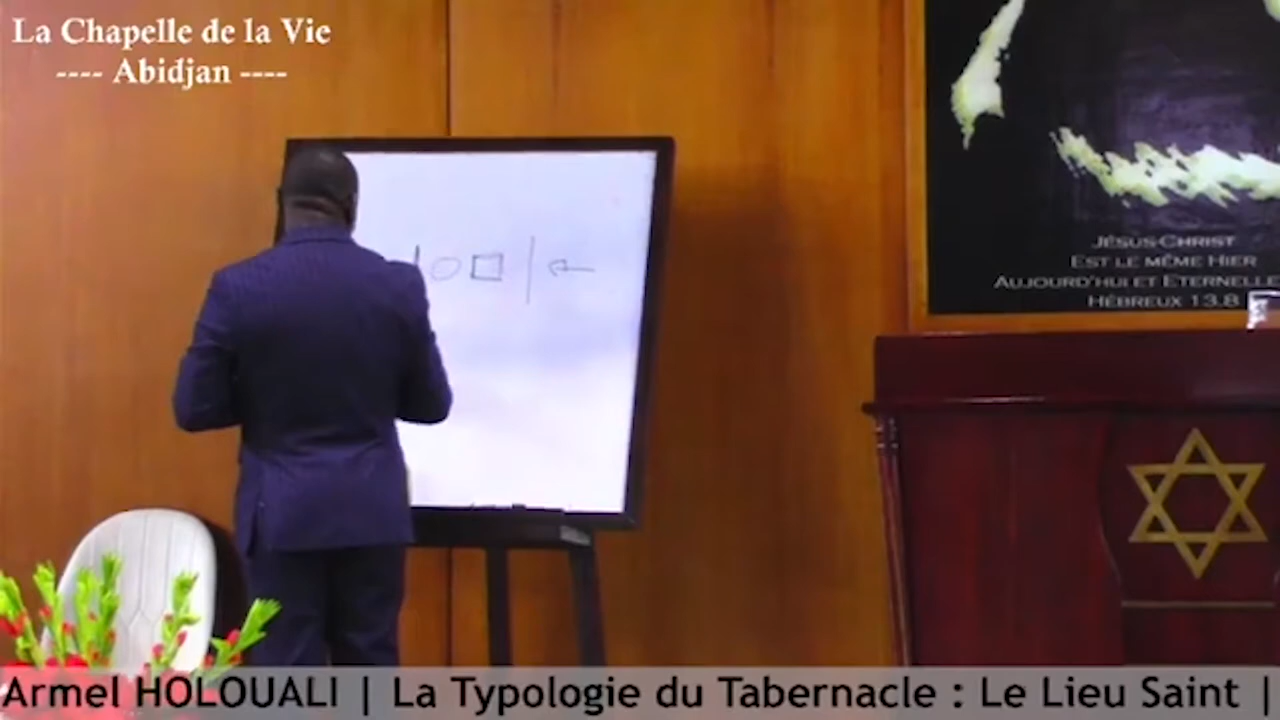 La Chapelle de la Vie
---- Abidjan ----
JÉSUS-CHRIST
EST LE MÊME HIER
AUJOURD'HUI ET ETERNELLE
HÉBREUX 13.8
Armel HOLOUALI | La Typologie du Tabernacle : Le Lieu Saint |